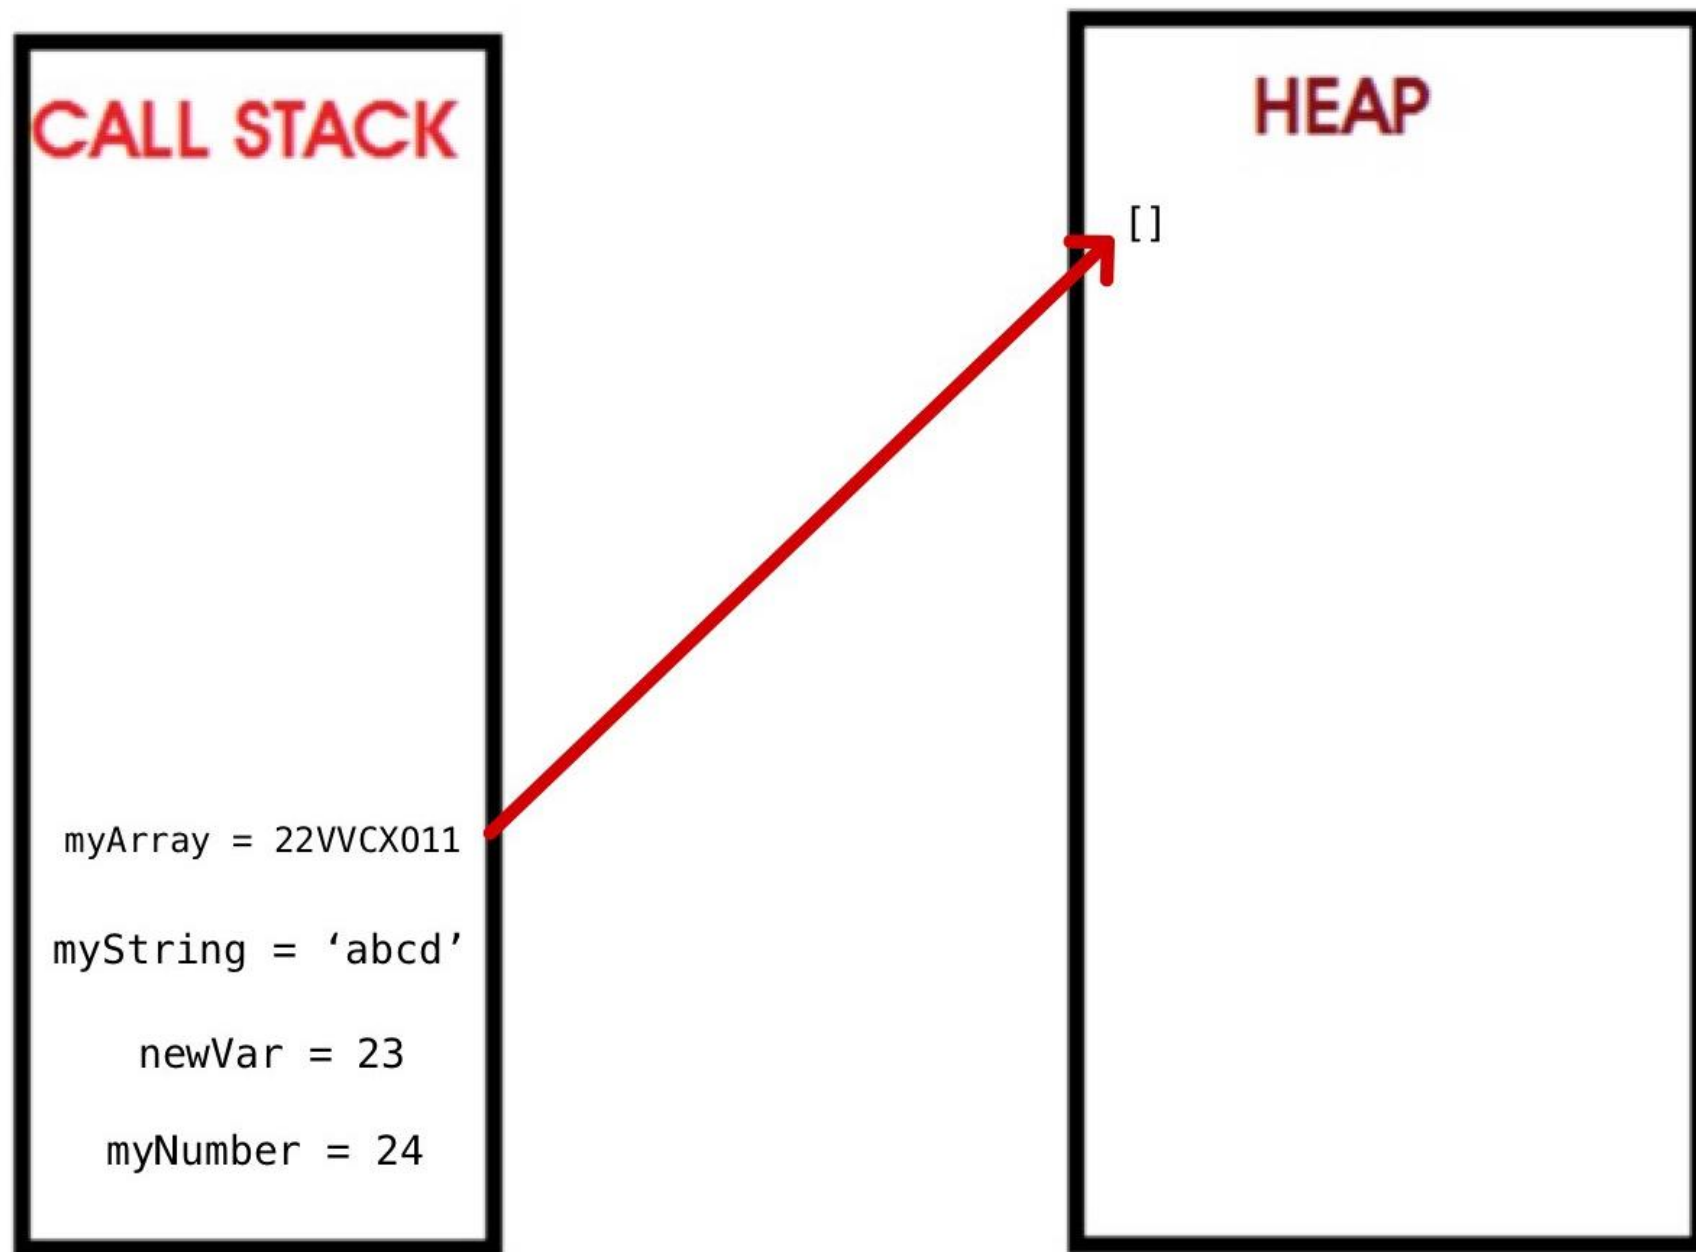 CALL STACK
HEAP
[]
myArray = 22VVCX011
myString = ‘abcd’
newVar = 23
myNumber = 24